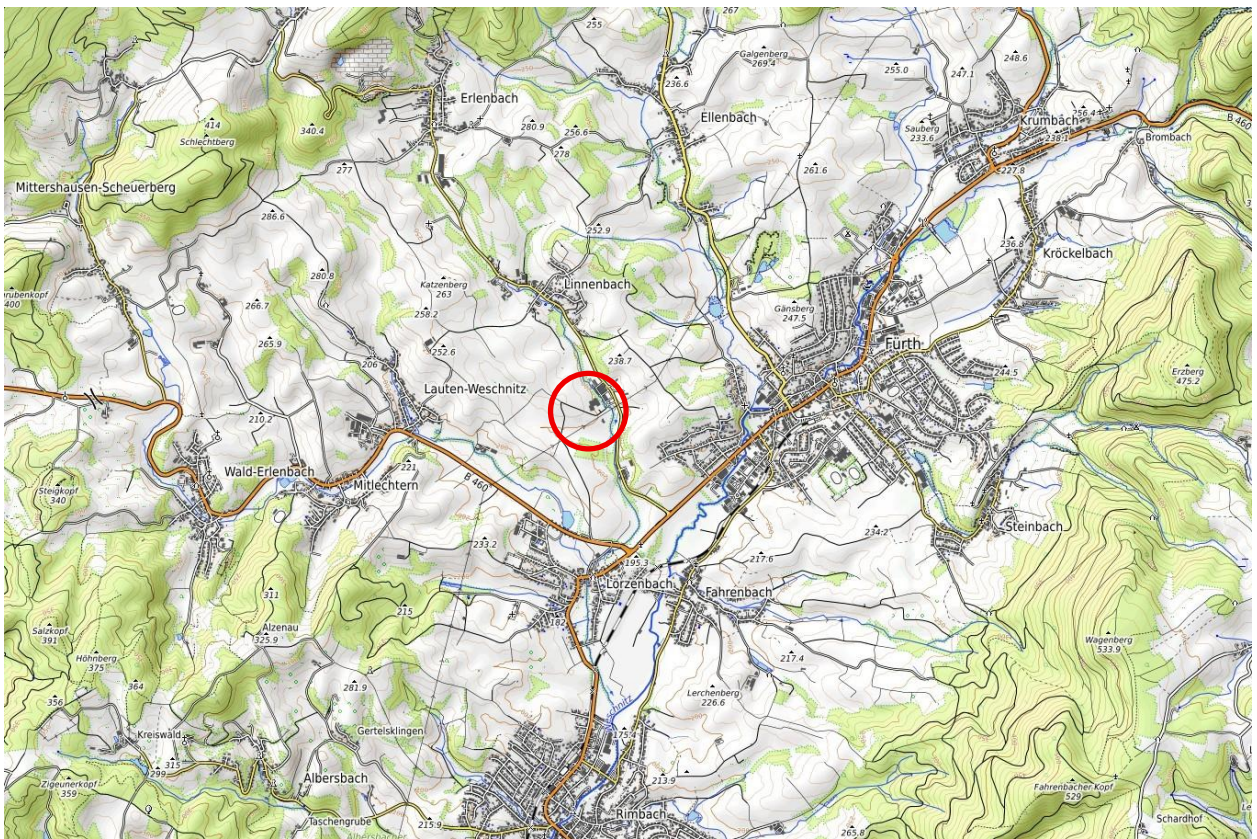 255
267
Galgenberg
269.4
248.6
247.1
255.0
236.6
Erlenbach
Ellenbach
256.4
Krumbach
B 460
414
Schlechtberg
340.4
280.9
256.6
Sauberg
233.6
238.1
Brombach
278
277
261.6
227.8
Mittershausen-Scheuerberg
286.6
252.9
236.8
Kröckelbach
280.8
Katzenberg
263
Linnenbach
400
266.7
258.2
Gänsberg
247.5
265.9
252.6
Fürth
206
238.7
244.5
Erzberg
475.2
Lauten-Weschnitz
210.2
Wald-Erlenbach
221
Mitlechtern
B 460
Steigkopf
340
Steinbach
311
233.2
195.3
217.6
234.2
Lörzenbach
Fahrenbach
215
182
Salzkopf
391
Alzenau
325.9
Wagenberg
533.9
Höhnberg
375
364
281.9
217.4
Lerchenberg
226.6
356
Kreiswald
Gertelsklingen
175.4
315
299
Albersbach
213.9
Zigeunerkopf
359
Fahrenbacher Kopf
529
Taschengrube
215.9
Rimbach
Schardhof
Albersbacher
265.8